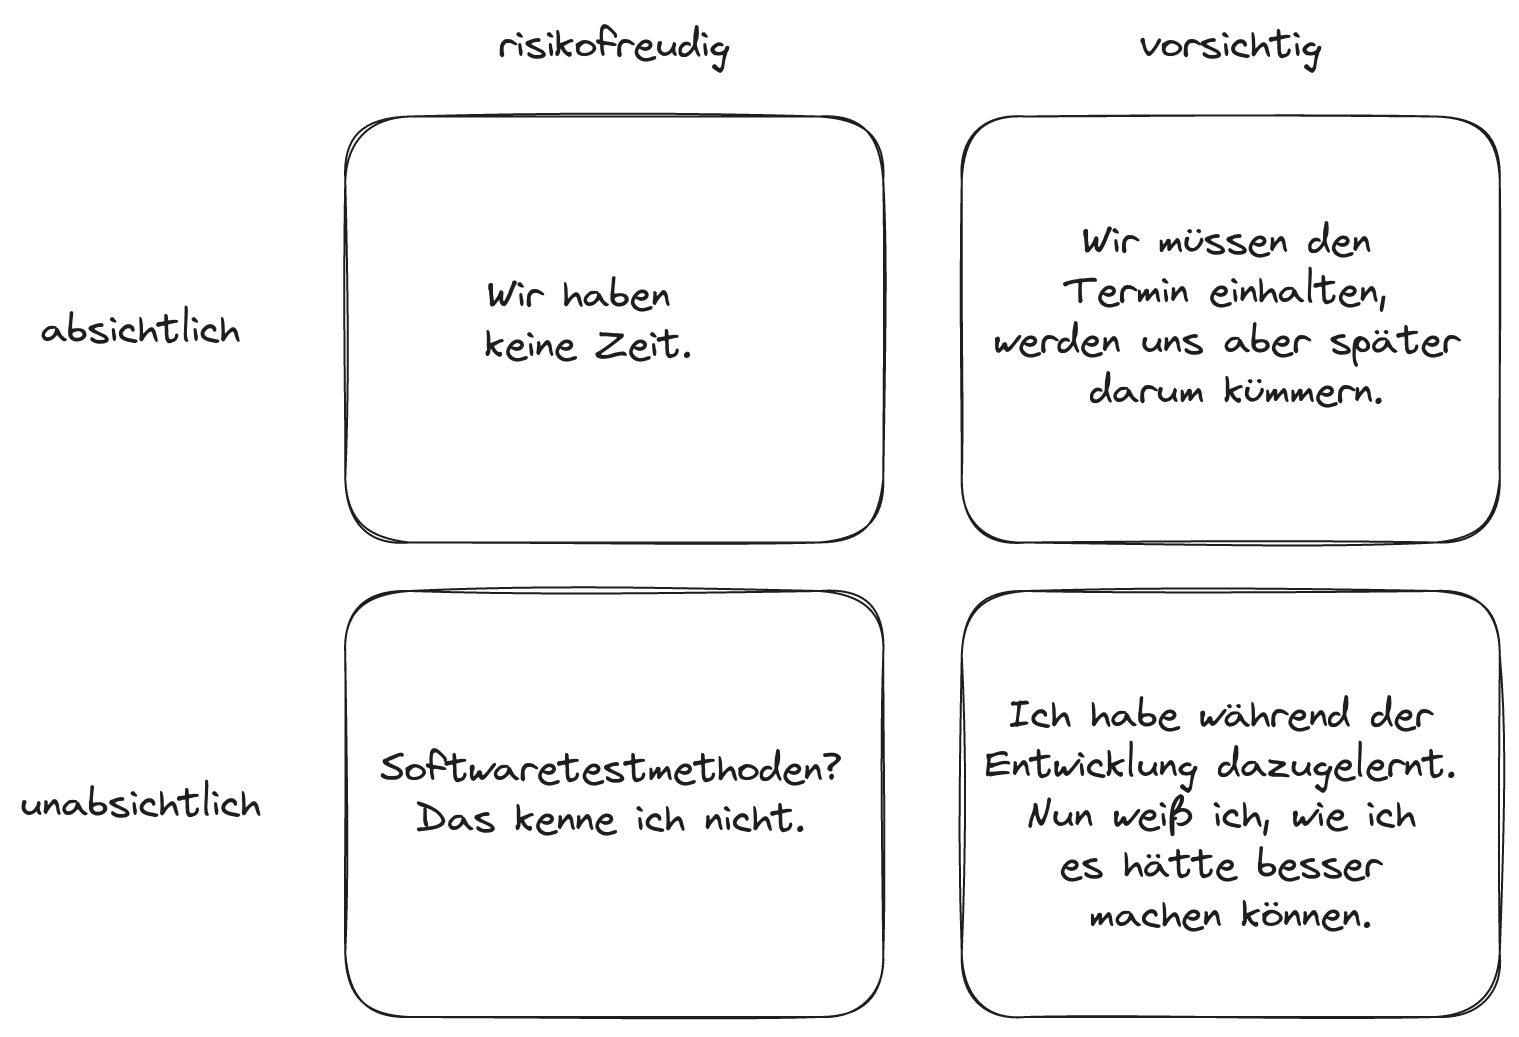 risikofreudig
vorsichtig
absichtlich
Wir haben
keine Zeit.
Wir müssen den
Termin einhalten,
werden uns aber später
darum kümmern.
unabsichtlich
Softwaretestmethoden?
Das kenne ich nicht.
Ich habe während der
Entwicklung dazugelernt.
Nun weiß ich, wie ich
es hätte besser
machen können.